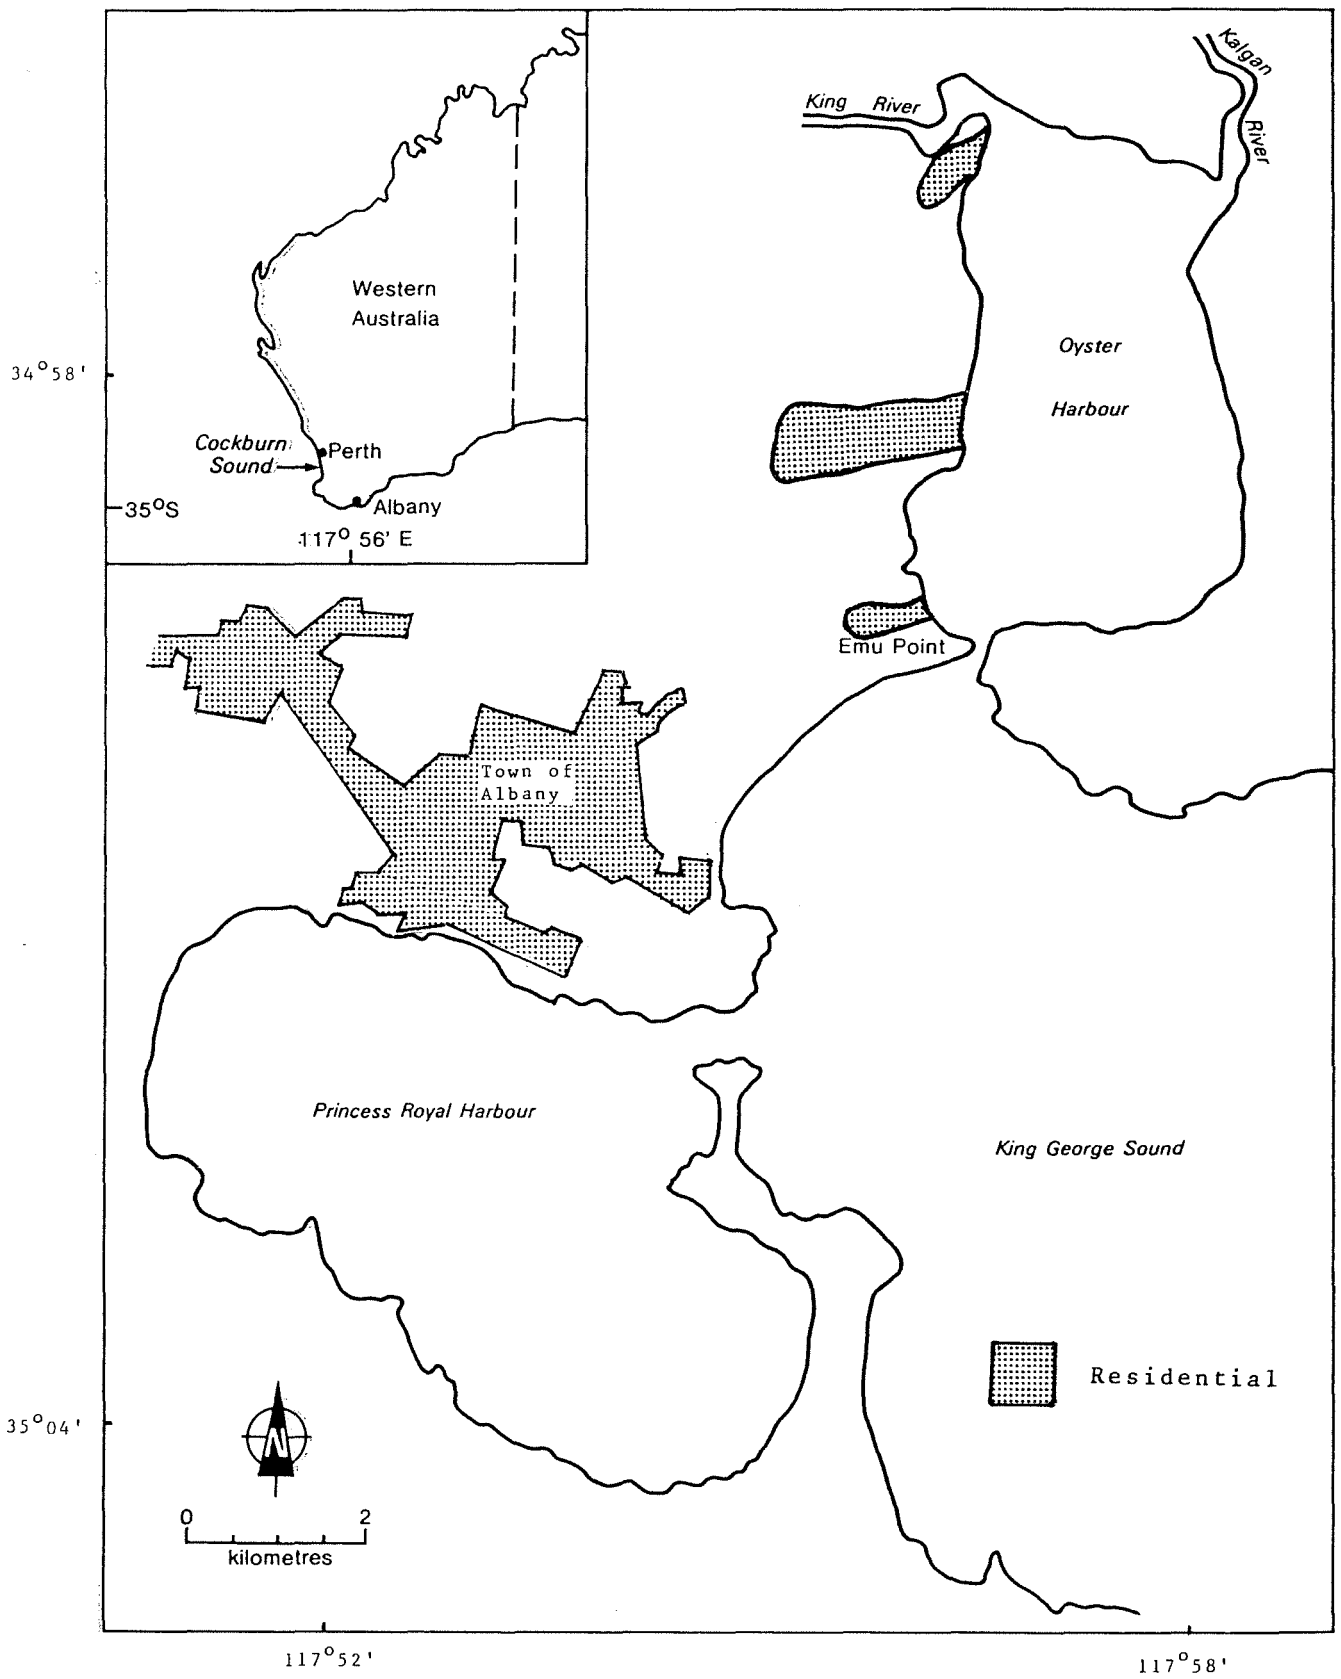 Kalgan
River
King River
Western
Australia
Oyster
Harbour
34°58'
Cockburn
Sound
Perth
35°S
Albany
117° 56' E
Emu Point
Town of
Albany
Princess Royal Harbour
King George Sound
Residential
35°04'
N
0 2
kilometres
117°52'
117°58'